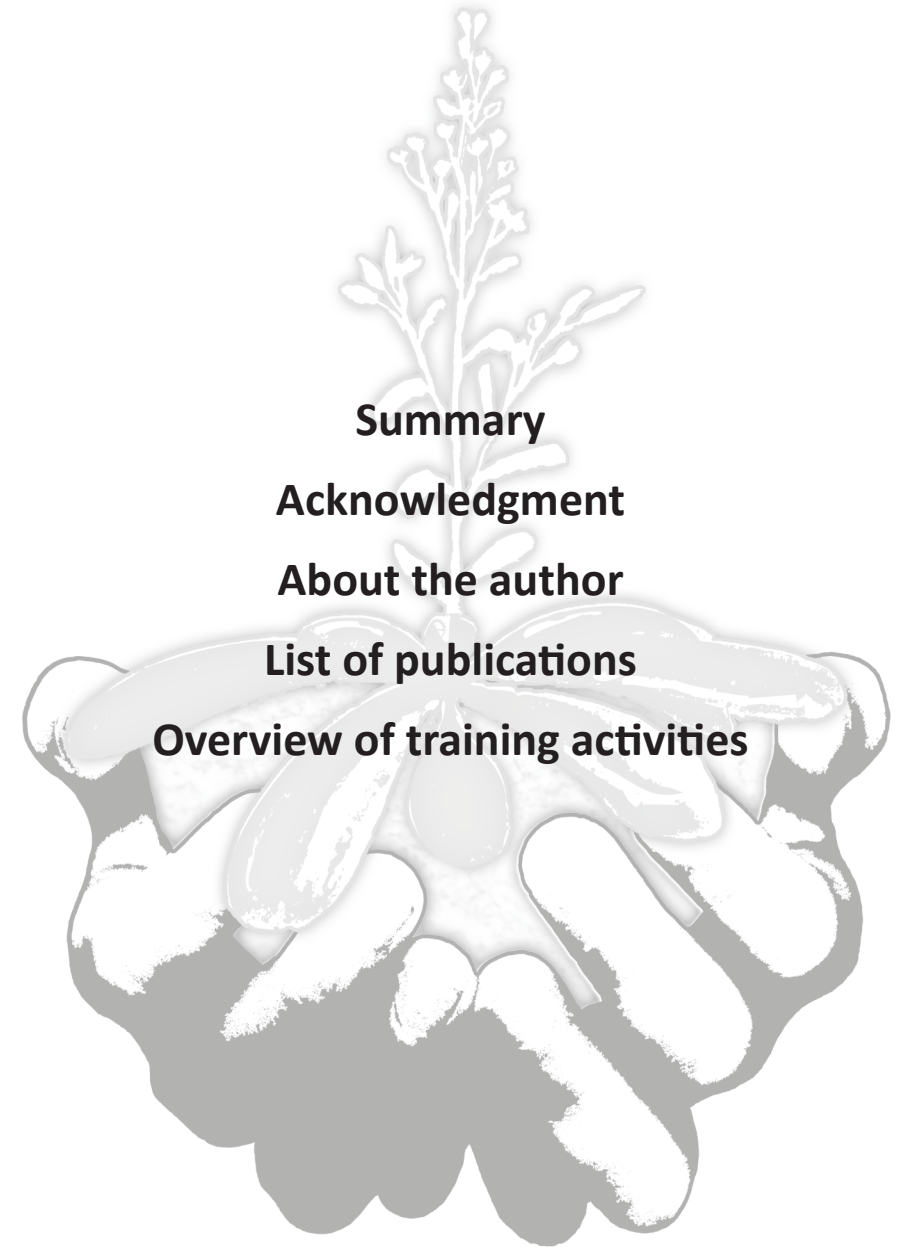 Summary
Acknowledgment
About the author
List of publications
Overview of training activities